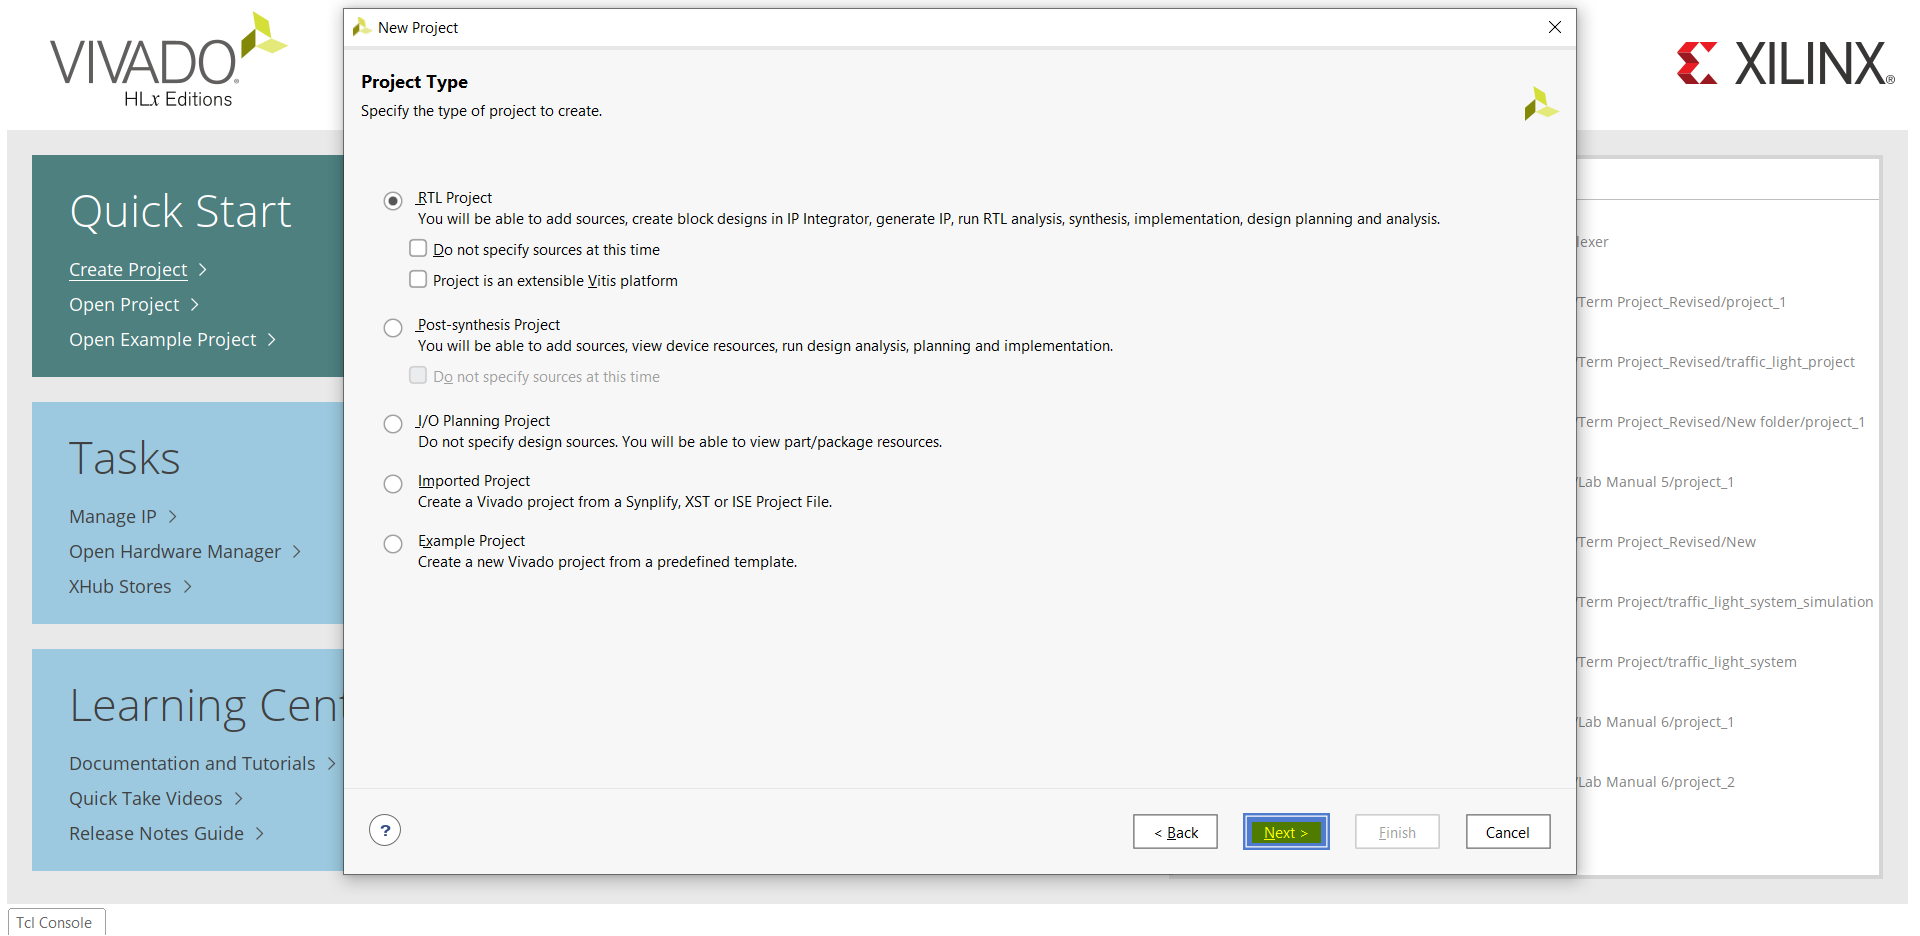 VIVADO®
HLx Editions
XILINX®
Quick Start
Create Project >
Open Project >
Open Example Project >
Tasks
Manage IP >
Open Hardware Manager >
XHub Stores >
Learning Cent
Documentation and Tutorials >
Quick Take Videos >
Release Notes Guide >
Tcl Console
New Project
Project Type
Specify the type of project to create.
RTL Project
You will be able to add sources, create block designs in IP Integrator, generate IP, run RTL analysis, synthesis, implementation, design planning and analysis.
Do not specify sources at this time
Project is an extensible Vitis platform
Post-synthesis Project
You will be able to add sources, view device resources, run design analysis, planning and implementation.
Do not specify sources at this time
I/O Planning Project
Do not specify design sources. You will be able to view part/package resources.
Imported Project
Create a Vivado project from a Synplify, XST or ISE Project File.
Example Project
Create a new Vivado project from a predefined template.
?
< Back
Next >
Finish
Cancel
lexer
/Term Project_Revised/project_1
/Term Project_Revised/traffic_light_project
/Term Project_Revised/New folder/project_1
/Lab Manual 5/project_1
/Term Project_Revised/New
/Term Project/traffic_light_system_simulation
/Term Project/traffic_light_system
/Lab Manual 6/project_1
/Lab Manual 6/project_2